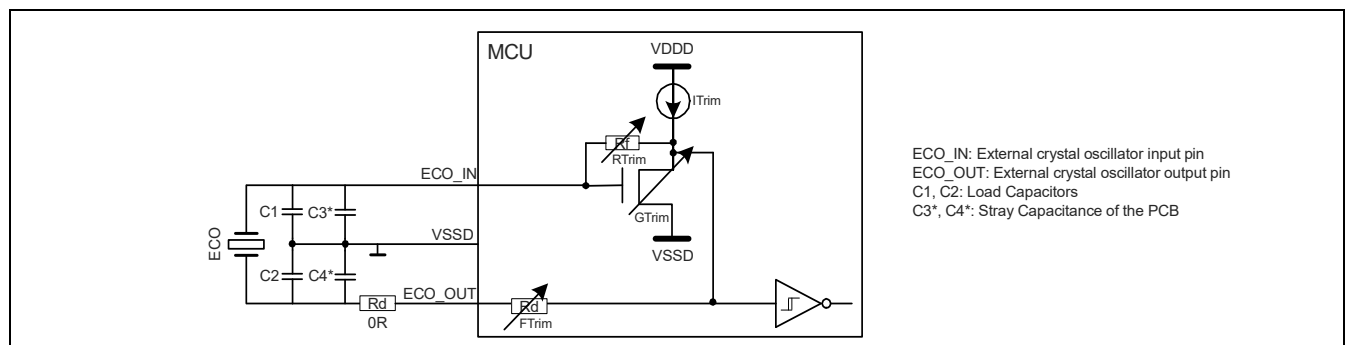 MCU
VDDD
ITrim
Rf
RTrim
ECO_IN
GTrim
C1
C3*
VSSD
VSSD
ECO
C2
C4*
ECO_OUT
Rd
0R
Rd
FTrim
ECO_IN: External crystal oscillator input pin
ECO_OUT: External crystal oscillator output pin
C1, C2: Load Capacitors
C3*, C4*: Stray Capacitance of the PCB